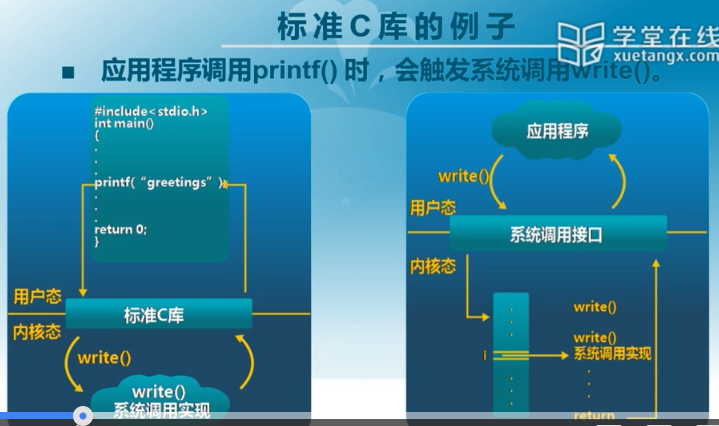 标准C库的例子
学堂在线
xuetangx.com
■ 应用程序调用printf() 时，会触发系统调用write()。
#include<stdio.h>
int main()
{
.
.
.
printf(“greetings”);
.
.
.
return 0;
}
用户态
标准C库
内核态
write()
write()
系统调用实现
应用程序
write()
用户态
系统调用接口
内核态
.
.
.
i
.
.
.
write()
write()
系统调用实现
.
.
.
return